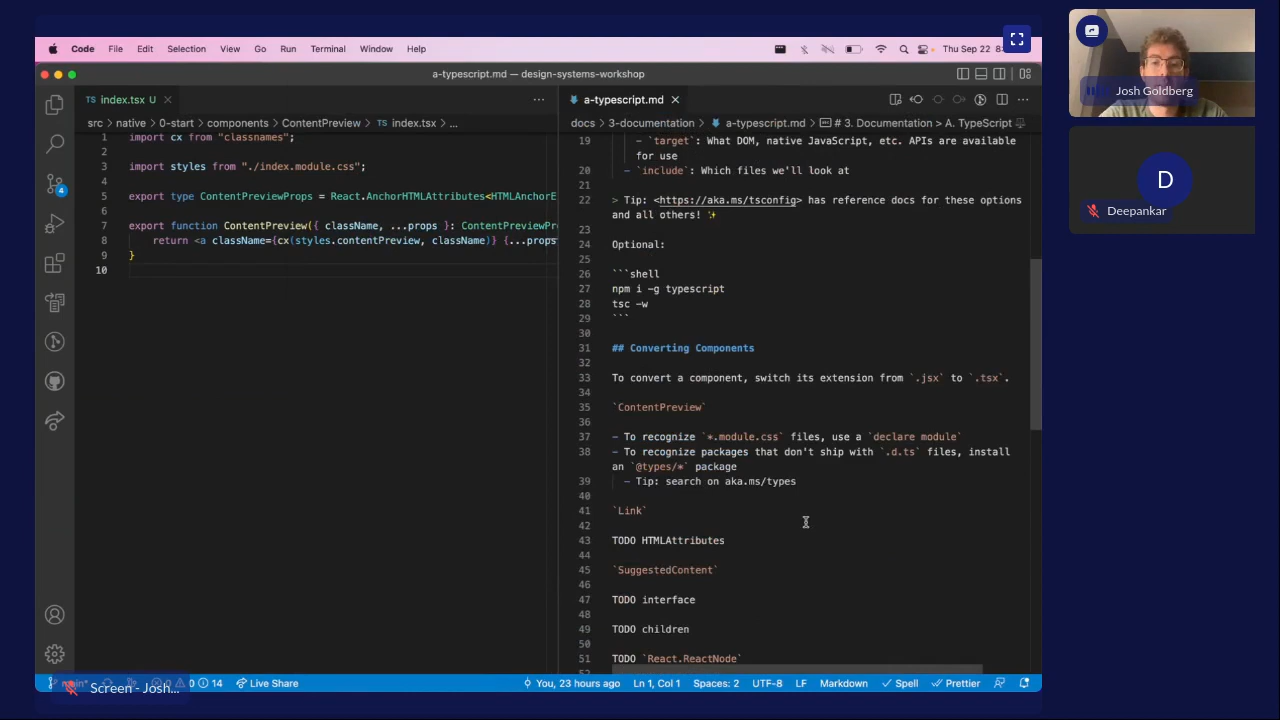 Code File Edit Selection View Go Run Terminal Window Help
Thu Sep 22
a-typescript.md — design-systems-workshop
TS index.tsx U
src > native > 0-start > components > ContentPreview > TS index.tsx > ...
1 import cx from "classnames";
2
3 import styles from "./index.module.css";
4
5 export type ContentPreviewProps = React.AnchorHTMLAttributes<HTMLAnchorE
6
7 export function ContentPreview({ className, ...props }: ContentPreviewPr
8 return <a className={cx(styles.contentPreview, className)} {...props
9 }
10
a-typescript.md
docs > 3-documentation > a-typescript.md > # 3. Documentation > A. TypeScript
19 - `target`: What DOM, native JavaScript, etc. APIs are available
for use
20 - `include`: Which files we'll look at
21
22 > Tip: <https://aka.ms/tsconfig> has reference docs for these options
and all others! ✨
23
24 Optional:
25
26 ```shell
27 npm i -g typescript
28 tsc -w
29 ```
30
31 ## Converting Components
32
33 To convert a component, switch its extension from `.jsx` to `.tsx`.
34
35 `ContentPreview`
36
37 - To recognize `*.module.css` files, use a `declare module`
38 - To recognize packages that don't ship with `.d.ts` files, install
an `@types/*` package
39 - Tip: search on aka.ms/types
40
41 `Link`
42
43 TODO HTMLAttributes
44
45 `SuggestedContent`
46
47 TODO interface
48
49 TODO children
50
51 TODO `React.ReactNode`
4
main* 0 14 Live Share
You, 23 hours ago Ln 1, Col 1 Spaces: 2 UTF-8 LF Markdown Spell Prettier
Screen - Josh...
Josh Goldberg
D
Deepankar